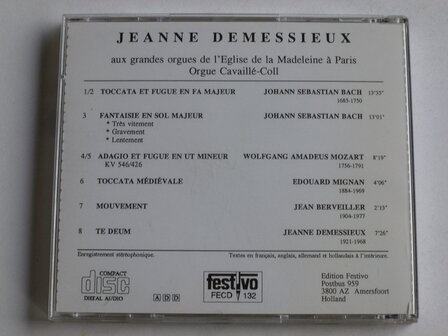 JEANNE DEMESSIEUX
aux grandes orgues de l'Eglise de la Madeleine à Paris
Orgue Cavaillé-Coll
1/2 TOCCATA ET FUGUE EN FA MAJEUR JOHANN SEBASTIAN BACH 13'55"
1685-1750
3 FANTAISIE EN SOL MAJEUR JOHANN SEBASTIAN BACH 13'01"
* Très vitement
* Gravement
* Lentement
4/5 ADAGIO ET FUGUE EN UT MINEUR WOLFGANG AMADEUS MOZART 8'19"
KV 546/426 1756-1791
6 TOCCATA MÉDIÉVALE EDOUARD MIGNAN 4'06"
1884-1969
7 MOUVEMENT JEAN BERVEILLER 2'15"
1904-1977
8 TE DEUM JEANNE DEMESSIEUX 7'26"
1921-1968
Enregistrement stéréophonique. Textes en français, anglais, allemand et hollandais à l'intérieure.
COMPACT
disc
DIGITAL AUDIO
A D D
festivo
FECD 132
Edition Festivo
Postbus 959
3800 AZ Amersfoort
Holland